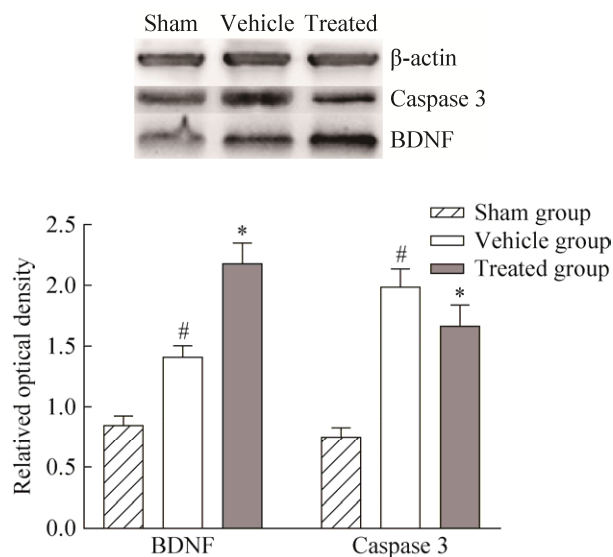 Sham Vehicle Treated
β-actin
Caspase 3
BDNF
Sham group
Vehicle group
Treated group
Relatived optical density
2.5
2.0
1.5
1.0
0.5
0.0
#
*
#
*
BDNF Caspase 3